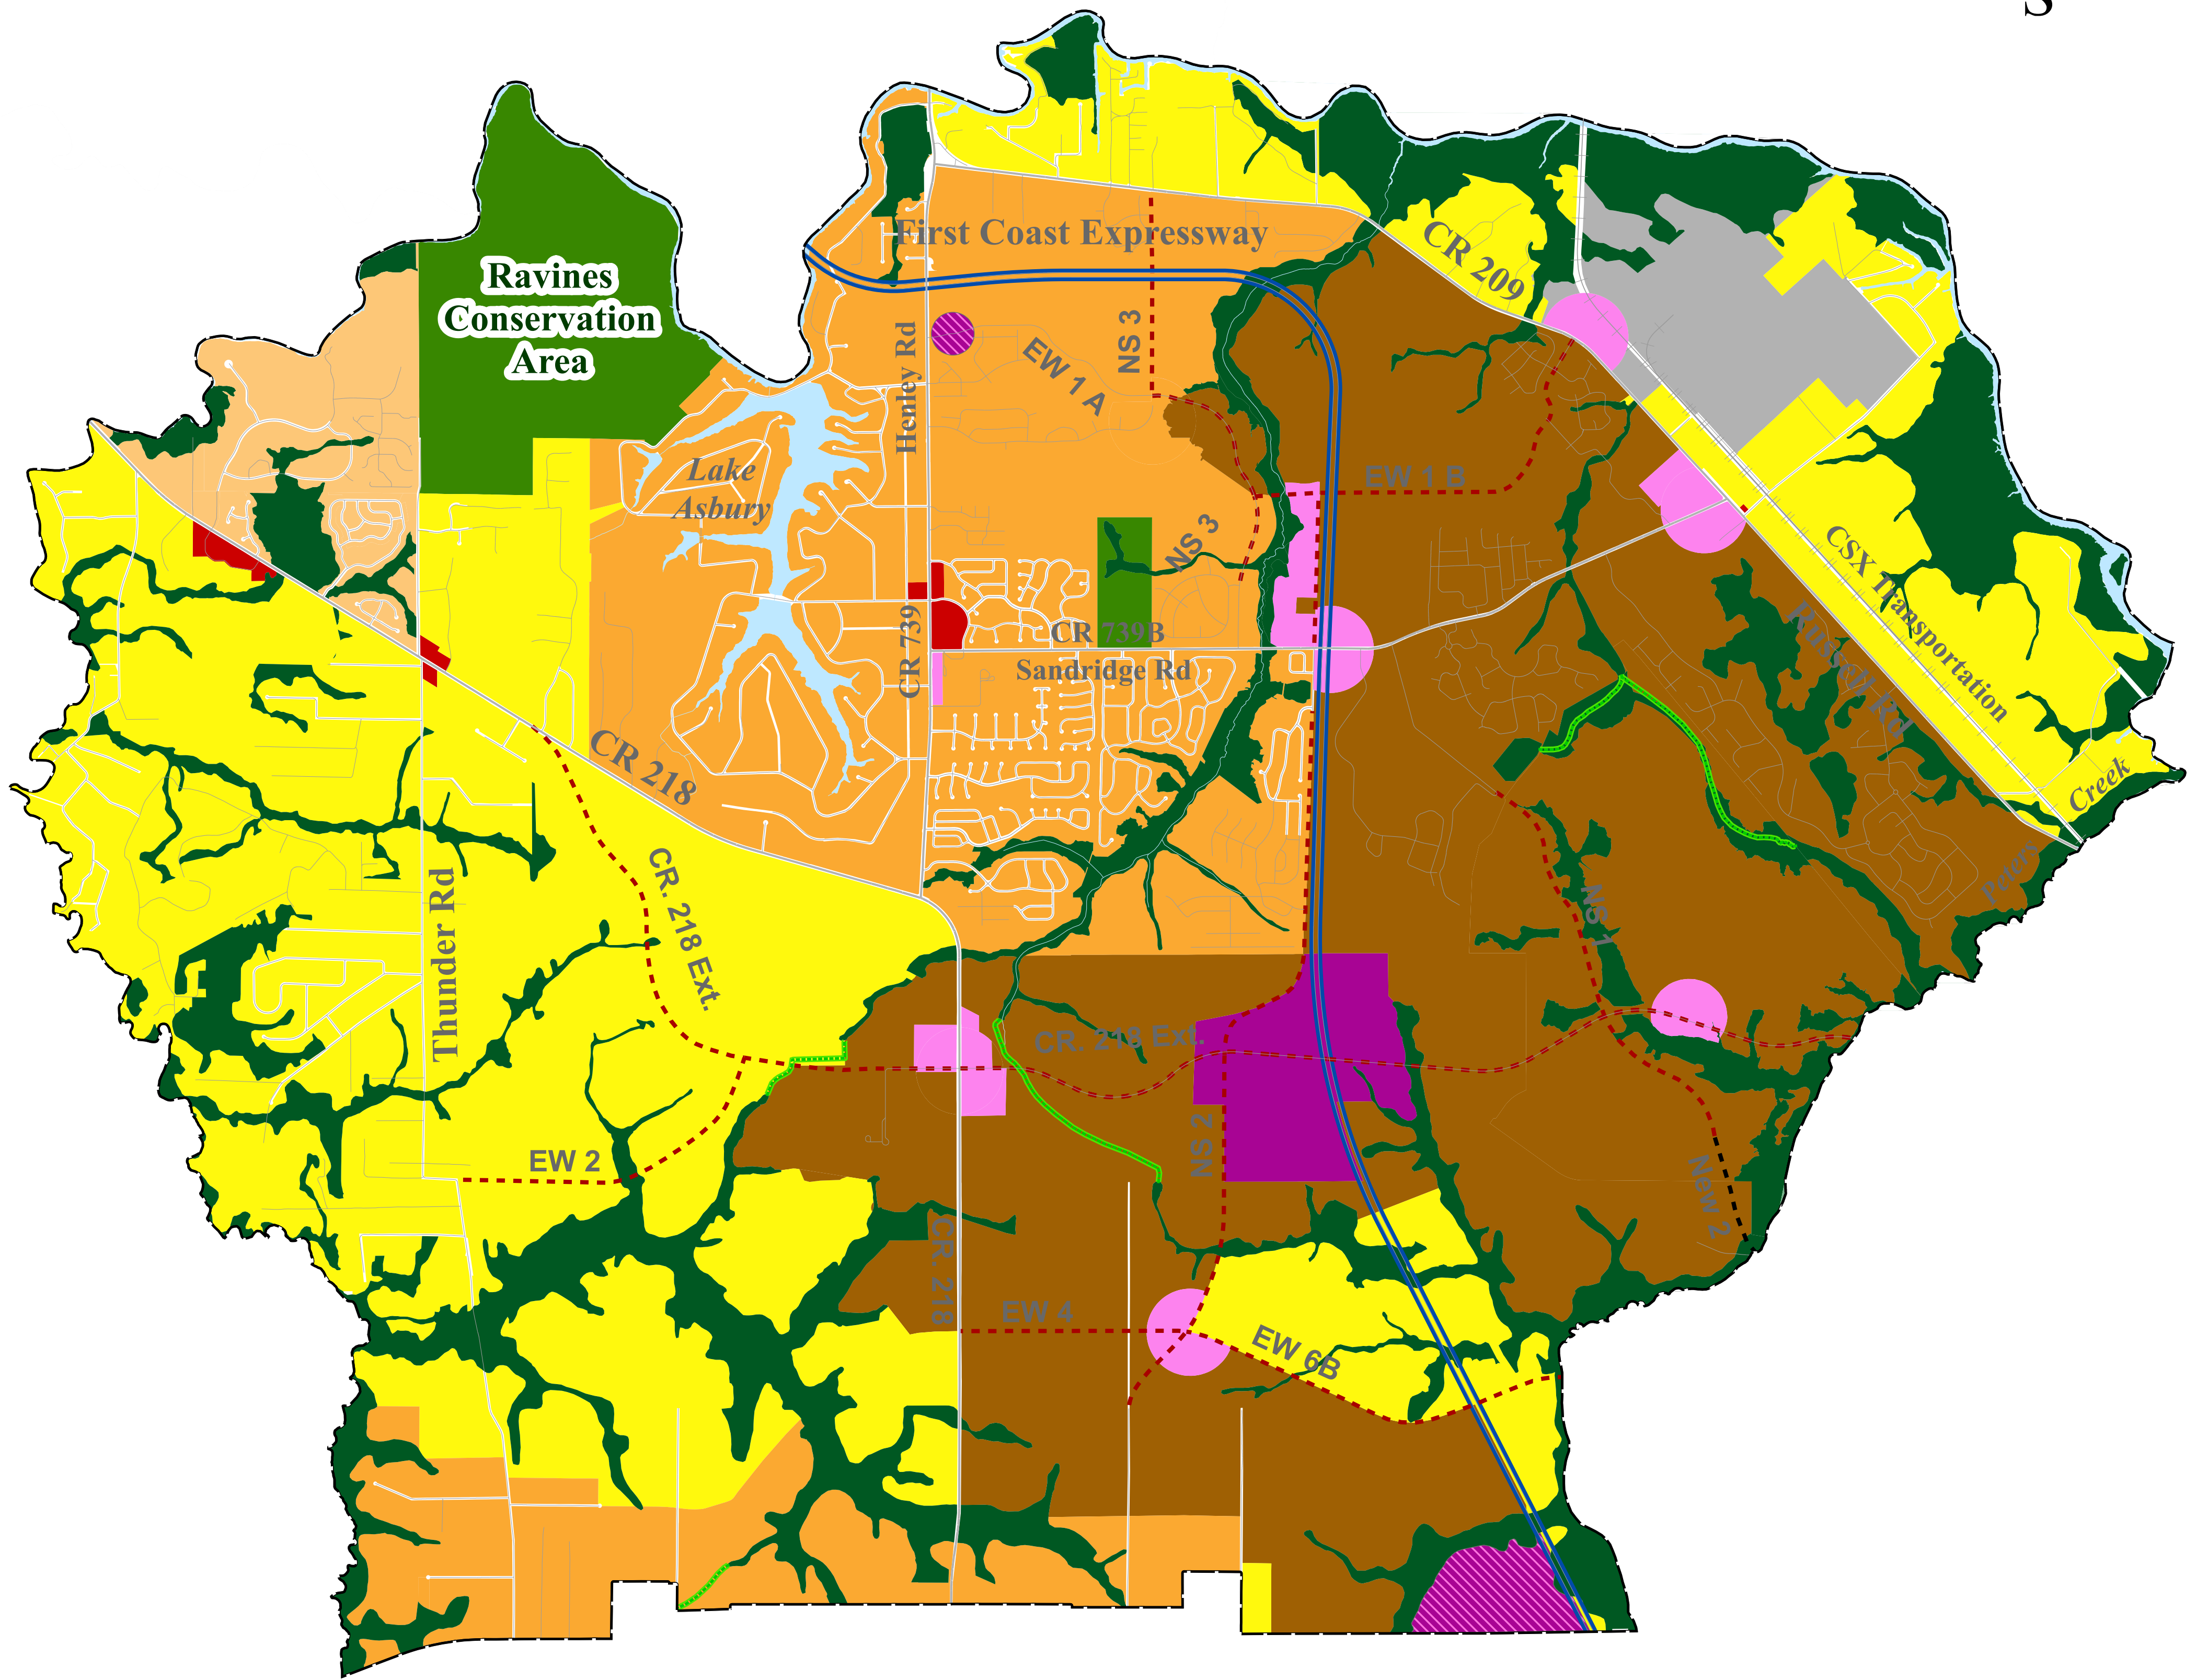 S
Ravines
Conservation
Area
First Coast Expressway
CR 209
Henley Rd
EW 1 A
NS 3
Lake
Asbury
EW 1 B
NS 3
CSX Transportation
Russell Rd
CR 739
CR 739B
Sandridge Rd
CR 218
Creek
Peters
Thunder Rd
CR. 218 Ext.
NS 1
CR. 218 Ext.
EW 2
NS 2
New 2
CR. 218
EW 4
EW 6B